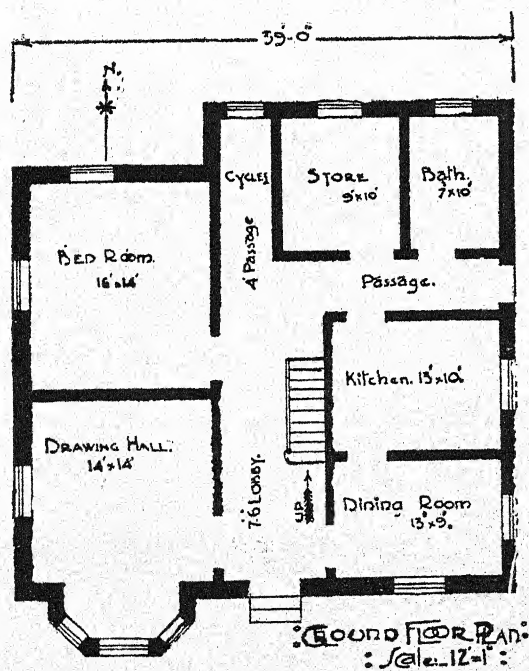 39'-0"
N.
CYCLES
STORE
9'x10'
Bath.
7'x10'
4' Passage
BED ROOM.
16'x14'
Passage.
Kitchen. 13'x10'.
DRAWING HALL.
14'x14'
7'.6 LOBBY.
UP
Dining Room
13'x9'.
:GROUND FLOOR PLAN:
: Scale. 12'=1" :